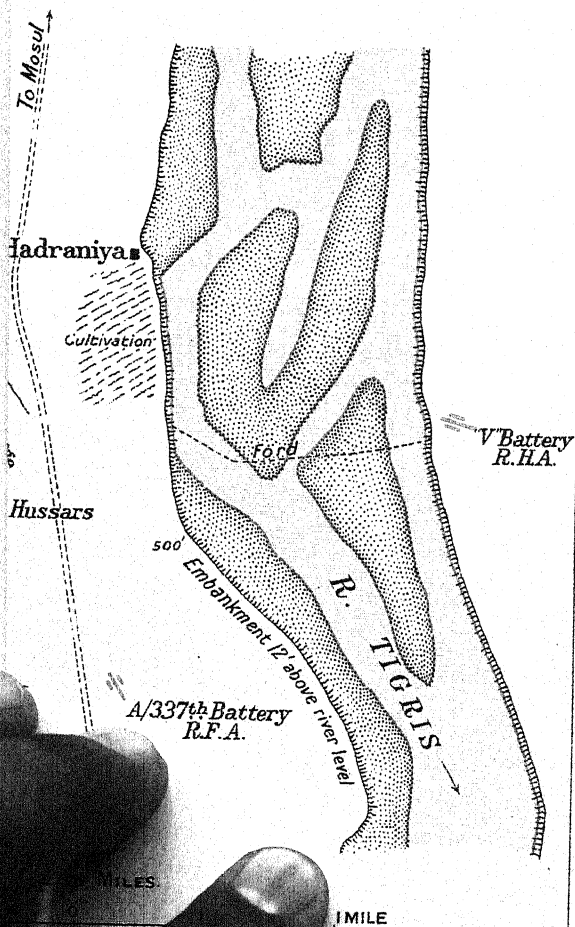 To Mosul
Hadraniya
Cultivation
Ford
"V" Battery
R.H.A.
Hussars
500'
Embankment 12' above river level
R. TIGRIS
A/337th Battery
R.F.A.
MILES.
1 MILE